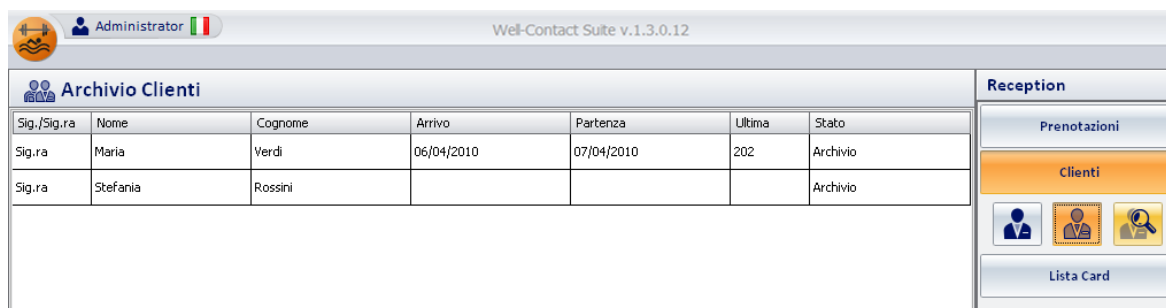 Administrator
Well-Contact Suite v.1.3.0.12
Archivio Clienti
Sig./Sig.ra Nome Cognome Arrivo Partenza Ultima Stato
Sig.ra Maria Verdi 06/04/2010 07/04/2010 202 Archivio
Sig.ra Stefania Rossini Archivio
Reception
Prenotazioni
Clienti
Lista Card